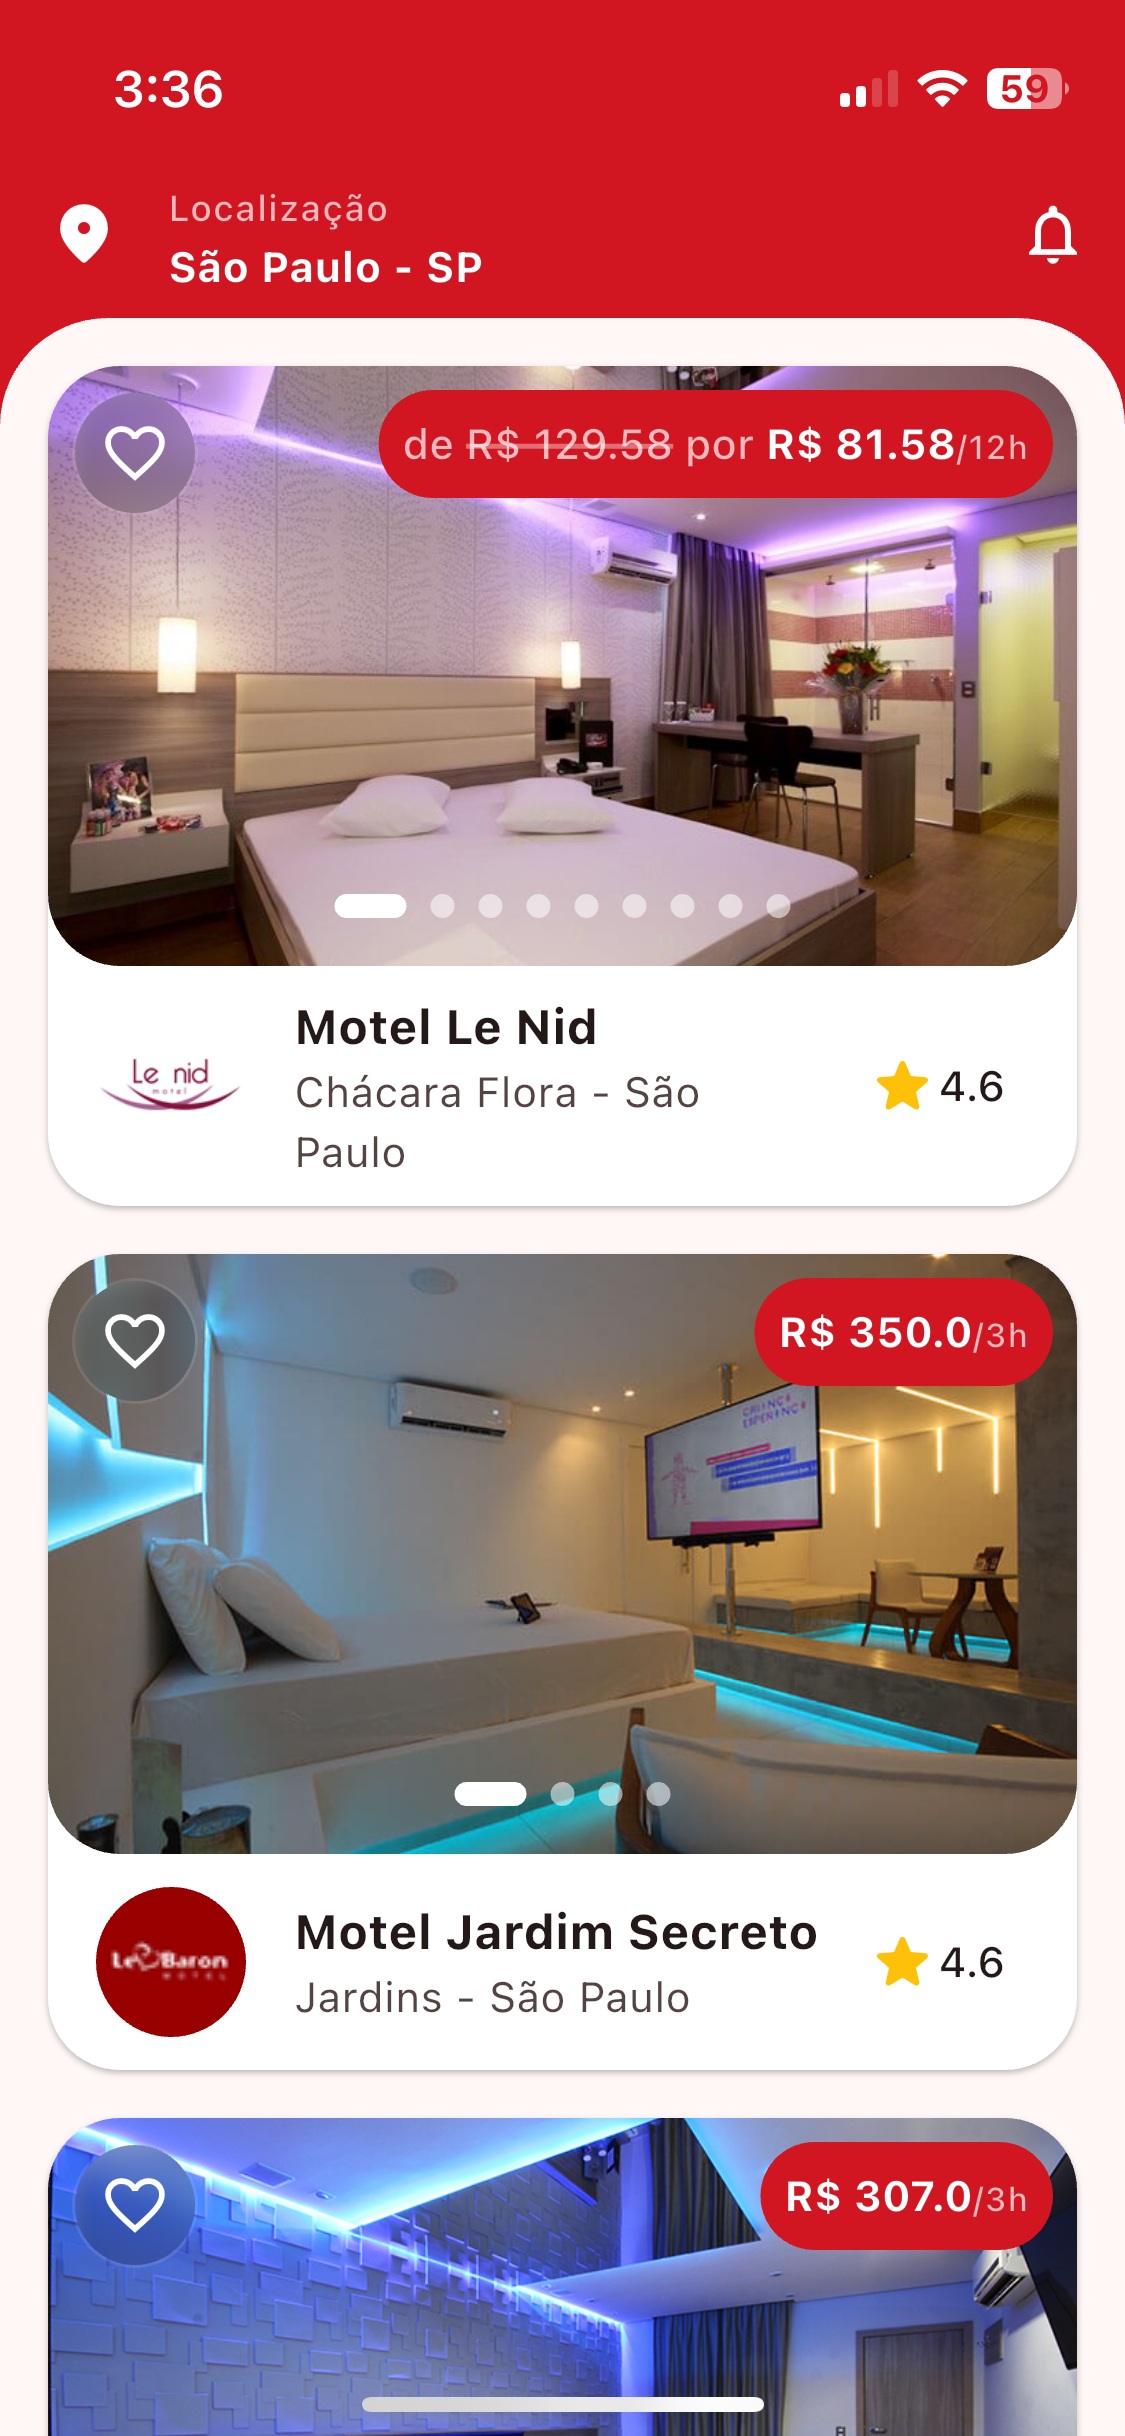 3:36
59
Localização
São Paulo - SP
de R$ 129.58 por R$ 81.58/12h
Le nid
motel
Motel Le Nid
Chácara Flora - São
Paulo
4.6
R$ 350.0/3h
Le Baron
MOTEL
Motel Jardim Secreto
Jardins - São Paulo
4.6
R$ 307.0/3h